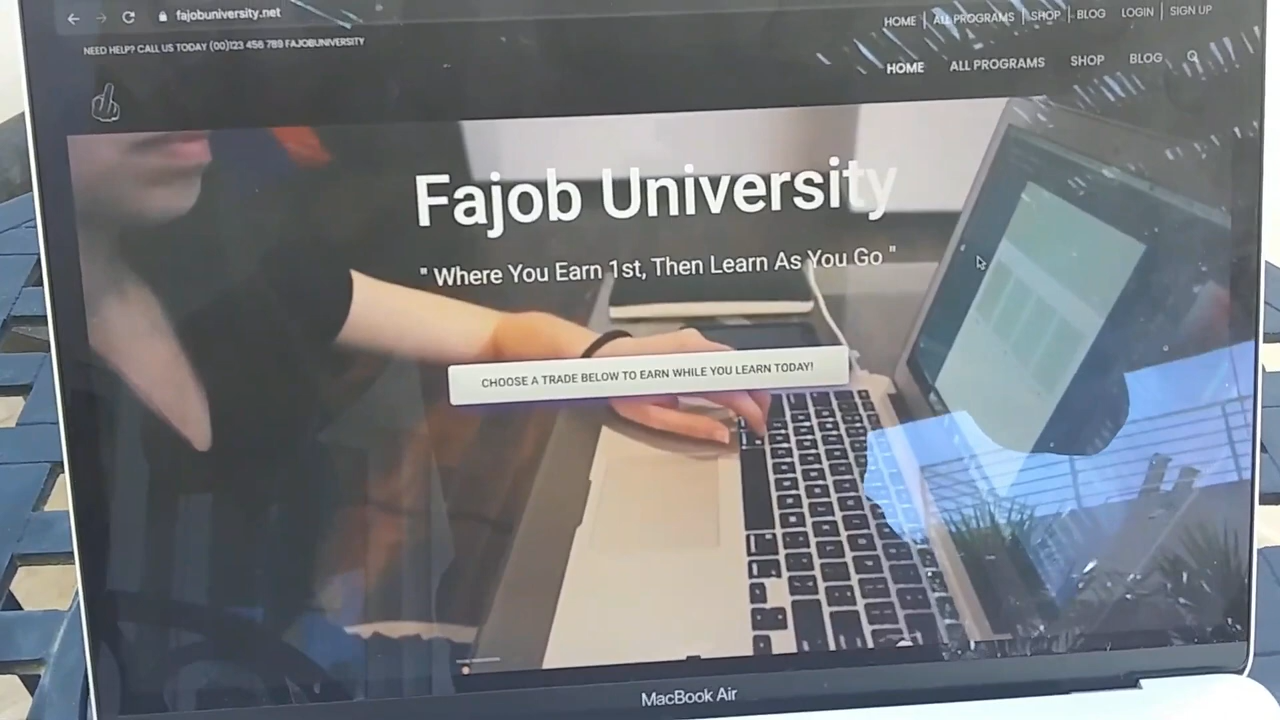 fajobuniversity.net
HOME | ALL PROGRAMS | SHOP | BLOG LOGIN | SIGN UP
NEED HELP? CALL US TODAY (00)123 456 789 FAJOBUNIVERSITY
HOME ALL PROGRAMS SHOP BLOG
Fajob University
" Where You Earn 1st, Then Learn As You Go "
CHOOSE A TRADE BELOW TO EARN WHILE YOU LEARN TODAY!
MacBook Air